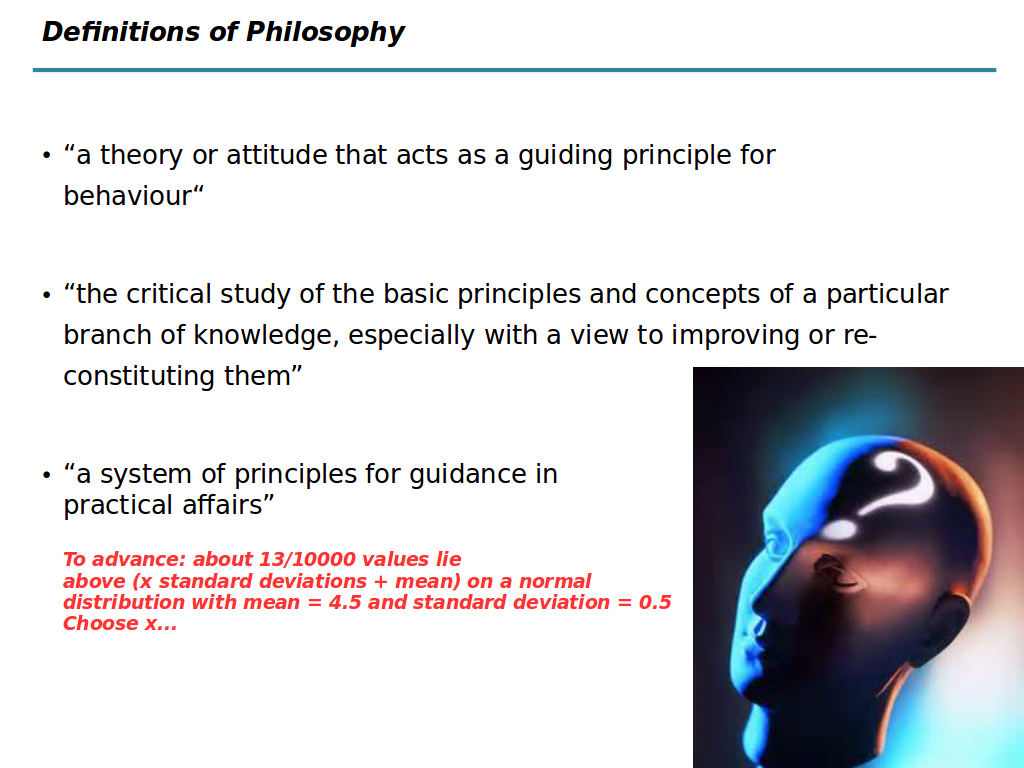 Definitions of Philosophy
• “a theory or attitude that acts as a guiding principle for
behaviour“
• “the critical study of the basic principles and concepts of a particular
branch of knowledge, especially with a view to improving or re-
constituting them”
• “a system of principles for guidance in
practical affairs”
To advance: about 13/10000 values lie
above (x standard deviations + mean) on a normal
distribution with mean = 4.5 and standard deviation = 0.5
Choose x...
?